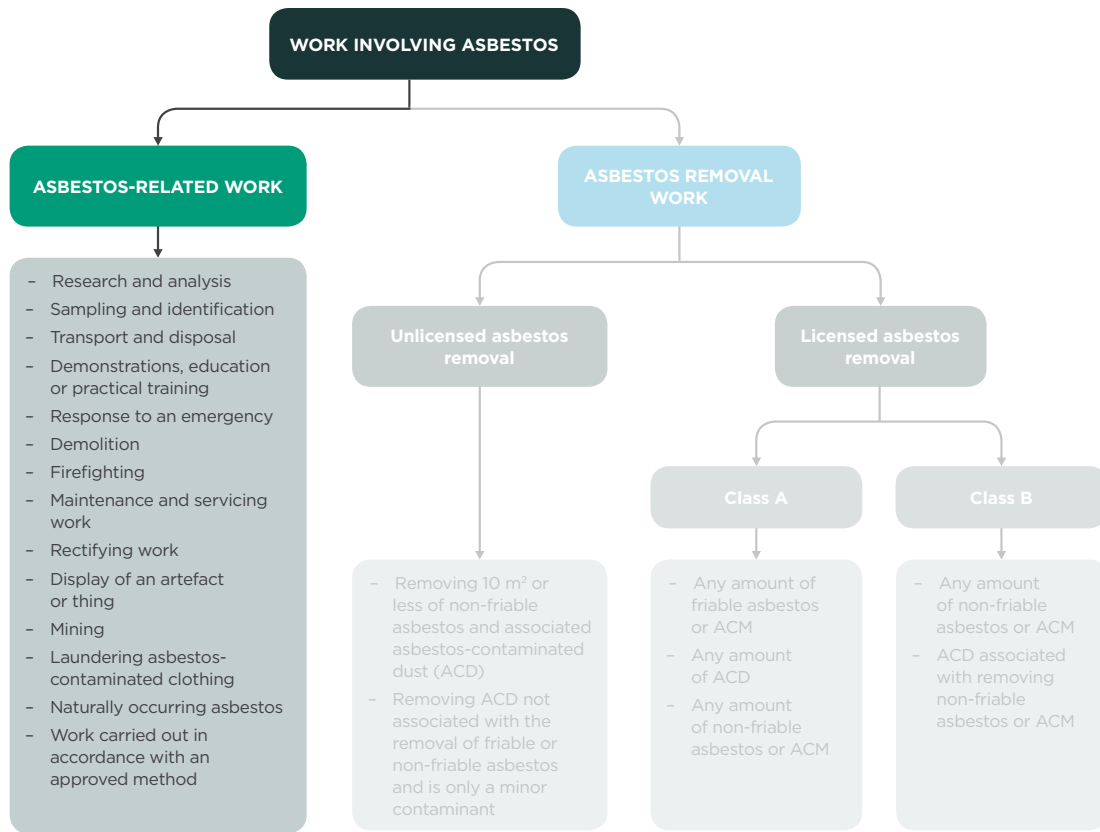 WORK INVOLVING ASBESTOS
ASBESTOS-RELATED WORK
– Research and analysis
– Sampling and identification
– Transport and disposal
– Demonstrations, education
or practical training
– Response to an emergency
– Demolition
– Firefighting
– Maintenance and servicing
work
– Rectifying work
– Display of an artefact
or thing
– Mining
– Laundering asbestos-
contaminated clothing
– Naturally occurring asbestos
– Work carried out in
accordance with an
approved method
ASBESTOS REMOVAL
WORK
Unlicensed asbestos
removal
– Removing 10 m² or
less of non-friable
asbestos and associated
asbestos-contaminated
dust (ACD)
– Removing ACD not
associated with the
removal of friable or
non-friable asbestos
and is only a minor
contaminant
Licensed asbestos
removal
Class A
– Any amount of
friable asbestos
or ACM
– Any amount
of ACD
– Any amount
of non-friable
asbestos or ACM
Class B
– Any amount
of non-friable
asbestos or ACM
– ACD associated
with removing
non-friable
asbestos or ACM